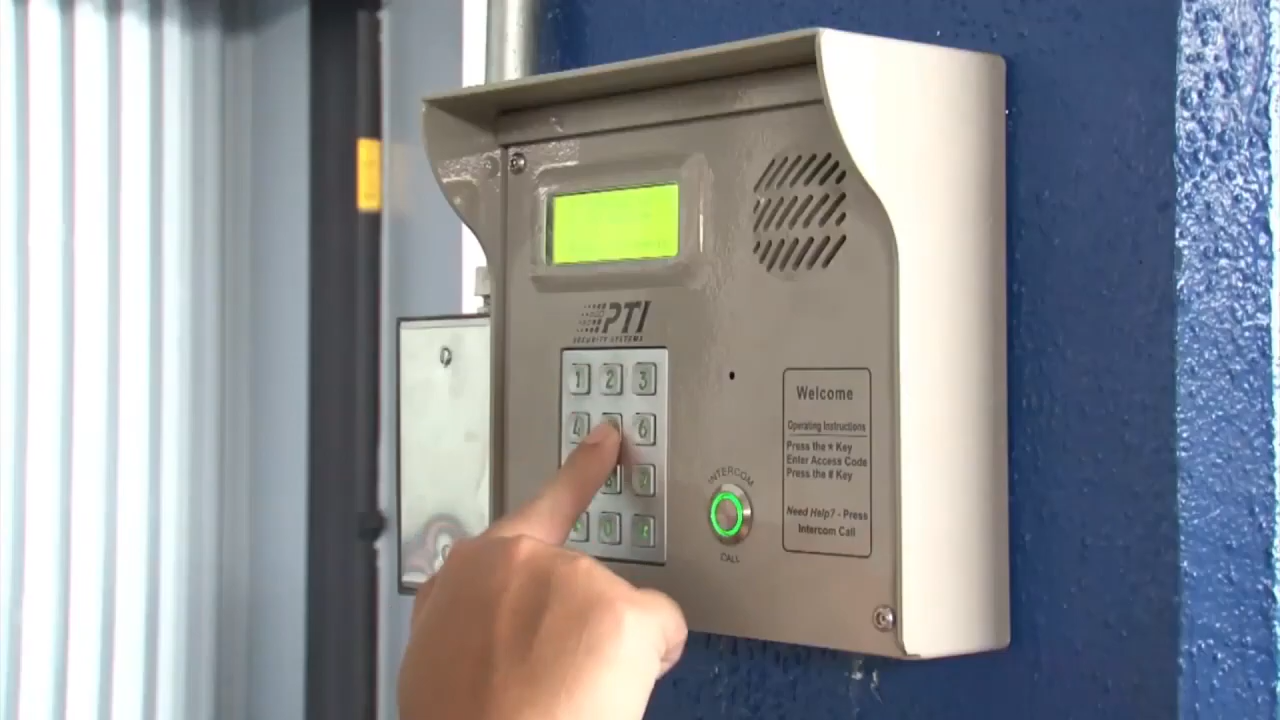 PTI
SECURITY SYSTEMS
1 2 3
4 6
INTERCOM
CALL
Welcome
Operating Instructions
Press the * Key
Enter Access Code
Press the # Key
Need Help? - Press
Intercom Call